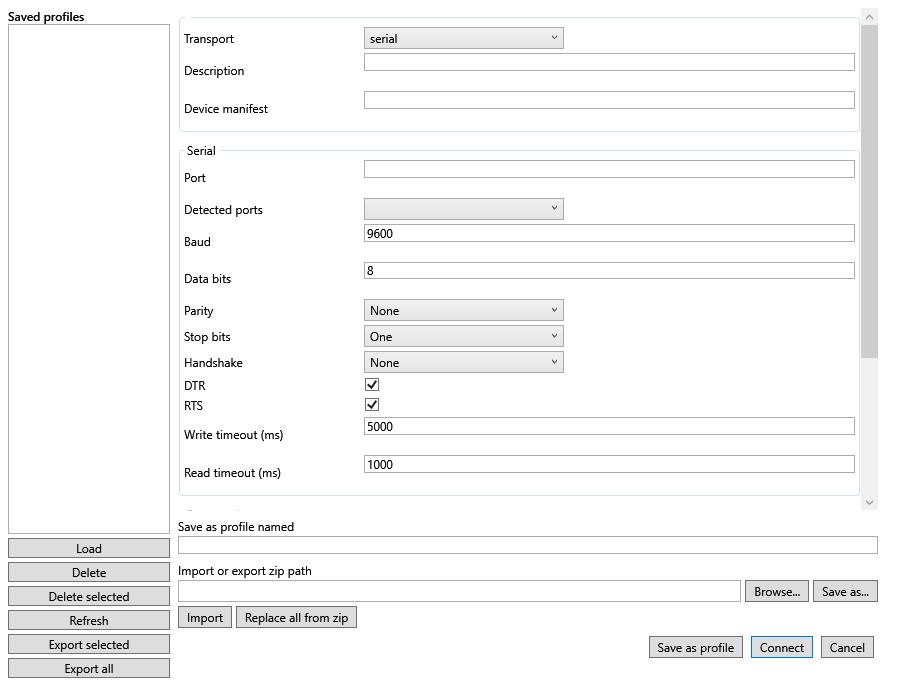 Saved profiles
Transport
serial
Description
Device manifest
Serial
Port
Detected ports
Baud
9600
Data bits
8
Parity
None
Stop bits
One
Handshake
None
DTR
RTS
Write timeout (ms)
5000
Read timeout (ms)
1000
Save as profile named
Import or export zip path
Browse...
Save as...
Import
Replace all from zip
Load
Delete
Delete selected
Refresh
Export selected
Export all
Save as profile
Connect
Cancel